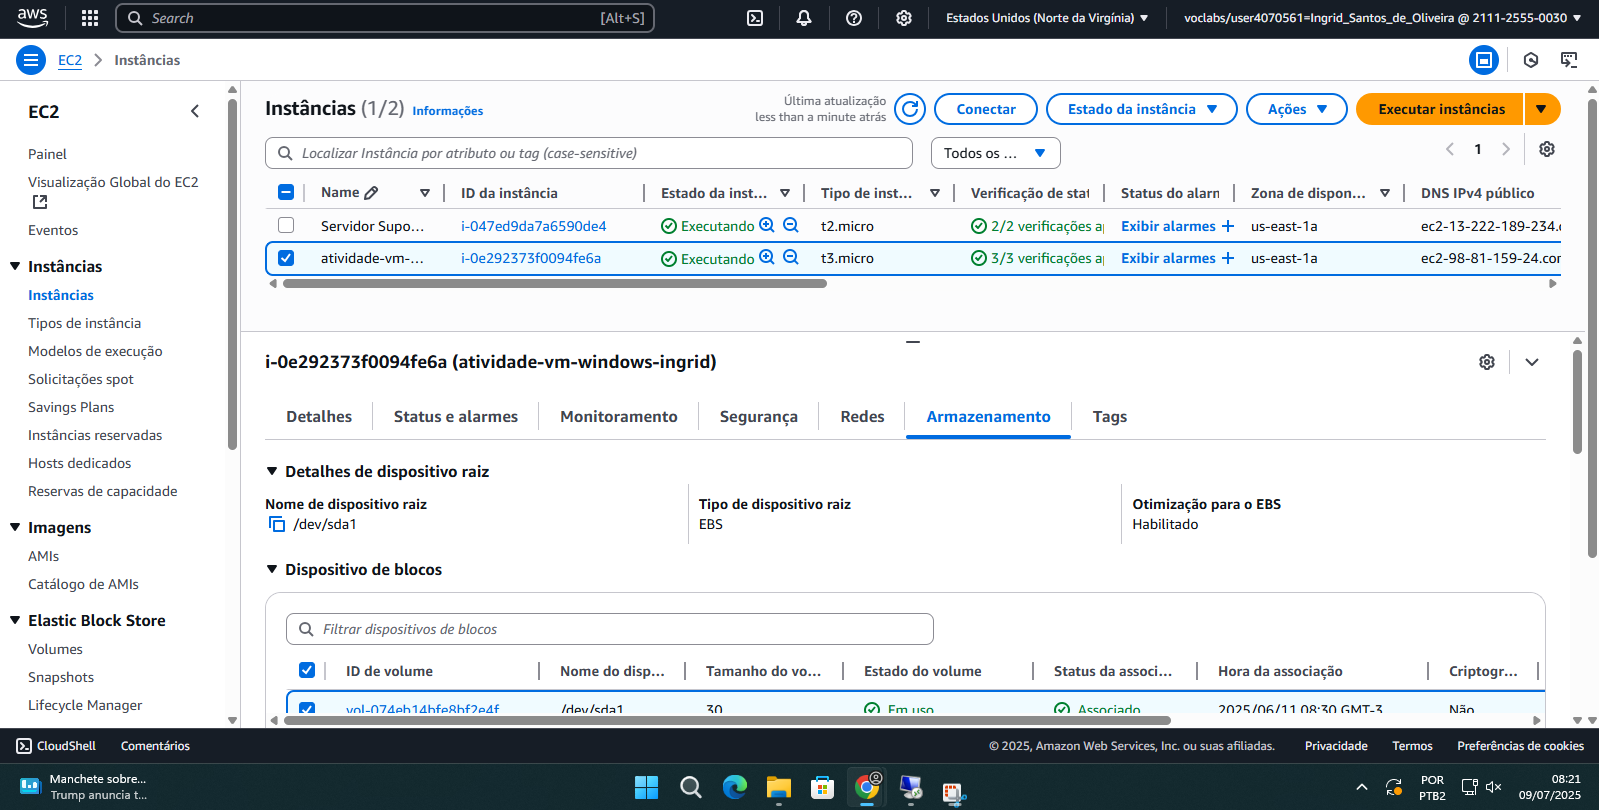 aws
Search [Alt+S]
Estados Unidos (Norte da Virgínia)
voclabs/user4070561=Ingrid_Santos_de_Oliveira @ 2111-2555-0030
EC2 Instâncias
EC2
Painel
Visualização Global do EC2
Eventos
Instâncias
Instâncias
Tipos de instância
Modelos de execução
Solicitações spot
Savings Plans
Instâncias reservadas
Hosts dedicados
Reservas de capacidade
Imagens
AMIs
Catálogo de AMIs
Elastic Block Store
Volumes
Snapshots
Lifecycle Manager
Instâncias (1/2) Informações
Última atualização
less than a minute atrás
Conectar
Estado da instância
Ações
Executar instâncias
Localizar Instância por atributo ou tag (case-sensitive)
Todos os ...
1
Name ID da instância Estado da inst... Tipo de inst... Verificação de stat Status do alarn Zona de dispon... DNS IPv4 público
Servidor Supo... i-047ed9da7a6590de4 Executando t2.micro 2/2 verificações a Exibir alarmes + us-east-1a ec2-13-222-189-234.c
atividade-vm-... i-0e292373f0094fe6a Executando t3.micro 3/3 verificações a Exibir alarmes + us-east-1a ec2-98-81-159-24.cor
i-0e292373f0094fe6a (atividade-vm-windows-ingrid)
Detalhes Status e alarmes Monitoramento Segurança Redes Armazenamento Tags
Detalhes de dispositivo raiz
Nome de dispositivo raiz Tipo de dispositivo raiz Otimização para o EBS
/dev/sda1 EBS Habilitado
Dispositivo de blocos
Filtrar dispositivos de blocos
ID de volume Nome do disp... Tamanho do vo... Estado do volume Status da associ... Hora da associação Criptogr...
vol-074eb14bfe8bf2e4f /dev/sda1 30 Em uso Associado 2025/06/11 08:30 GMT-3 Não
CloudShell Comentários
© 2025, Amazon Web Services, Inc. ou suas afiliadas. Privacidade Termos Preferências de cookies
Manchete sobre...
Trump anuncia t...
POR
PTB2
08:21
09/07/2025